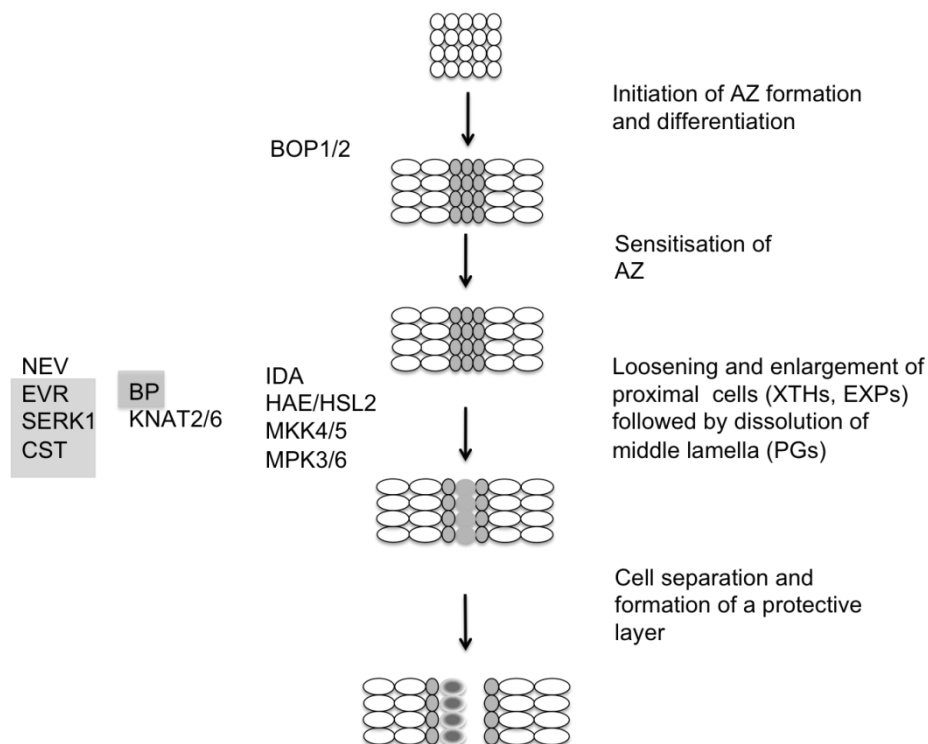 Initiation of AZ formation
and differentiation
BOP1/2
Sensitisation of
AZ
NEV
EVR
SERK1
CST
BP
KNAT2/6
IDA
HAE/HSL2
MKK4/5
MPK3/6
Loosening and enlargement of
proximal cells (XTHs, EXPs)
followed by dissolution of
middle lamella (PGs)
Cell separation and
formation of a protective
layer